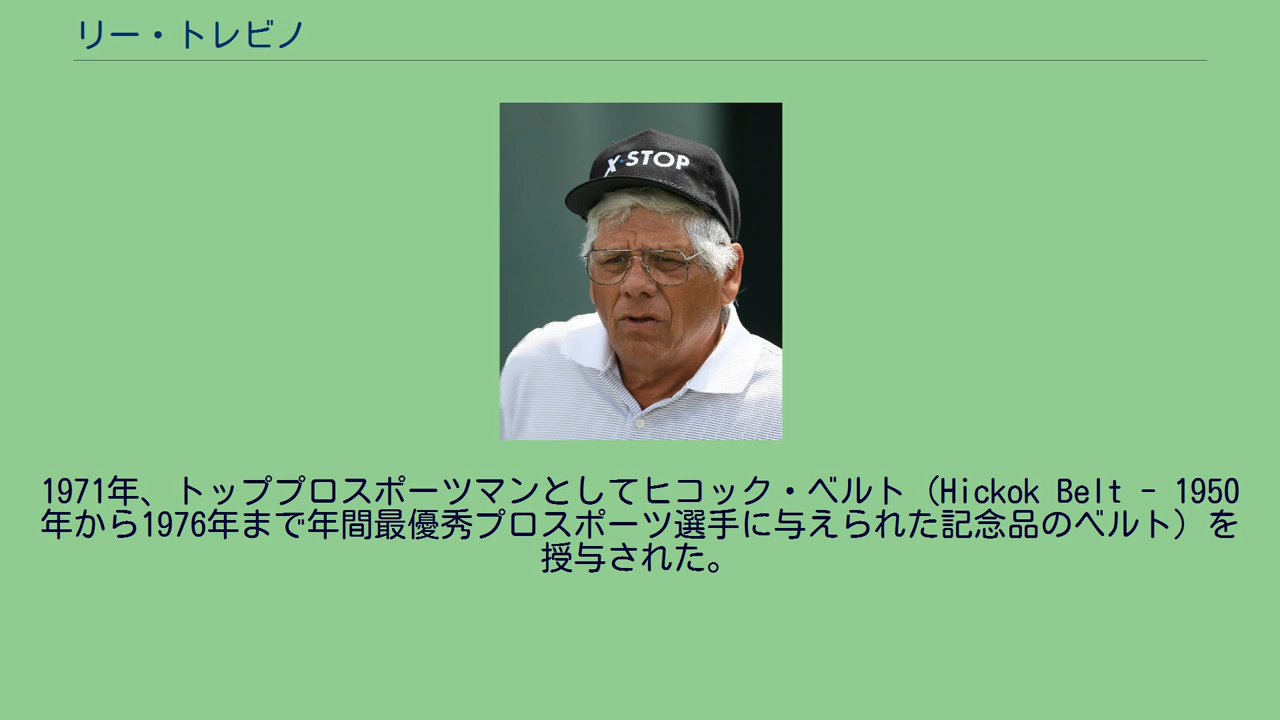 リー・トレビノ
X-STOP
1971年、トッププロスポーツマンとしてヒコック・ベルト（Hickok Belt - 1950
年から1976年まで年間最優秀プロスポーツ選手に与えられた記念品のベルト）を
授与された。